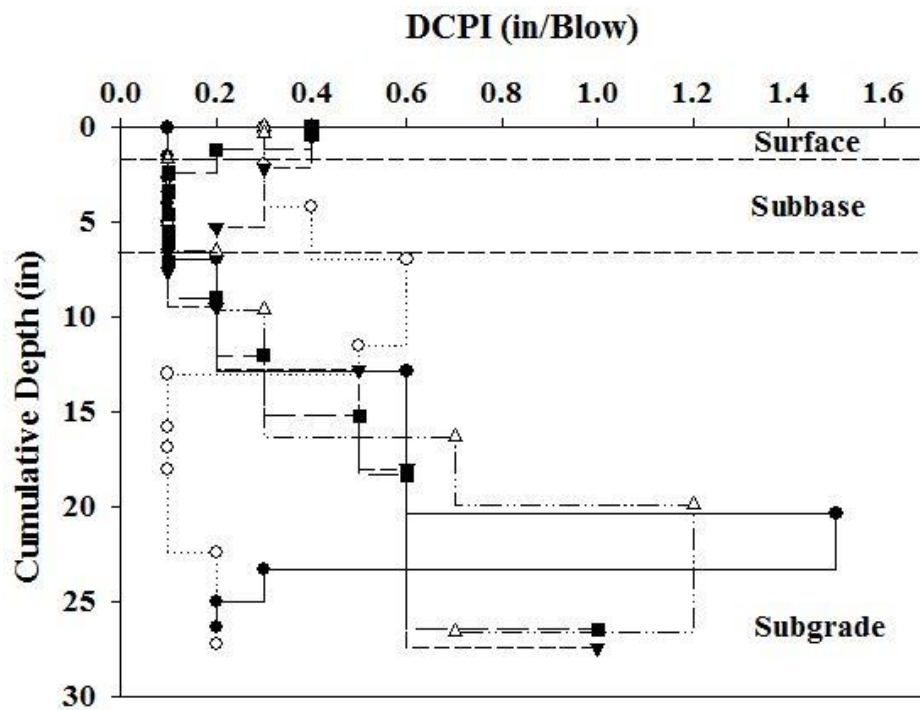 DCPI (in/Blow)
0.0 0.2 0.4 0.6 0.8 1.0 1.2 1.4 1.6
0
Surface
5
Subbase
10
15
20
25
Subgrade
30
Cumulative Depth (in)